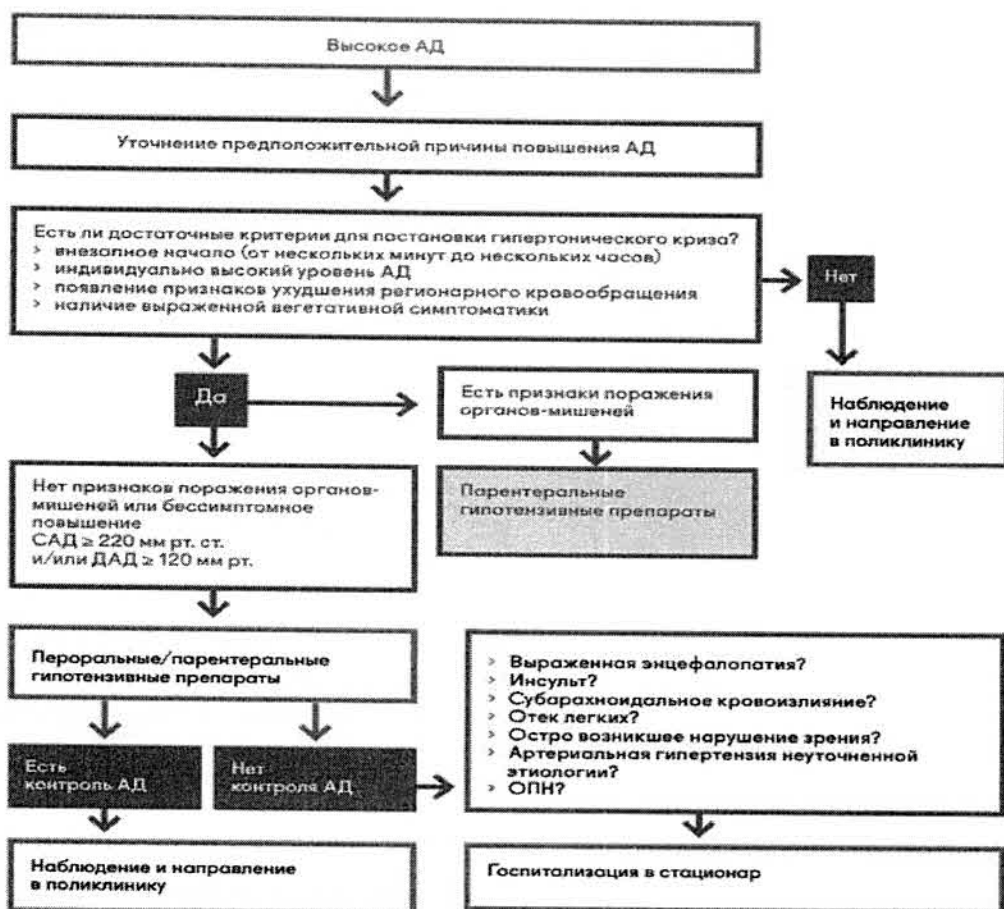 Высокое АД
Уточнение предположительной причины повышения АД
Есть ли достаточные критерии для постановки гипертонического криза?
> внезапное начало (от нескольких минут до нескольких часов)
> индивидуально высокий уровень АД
> появление признаков ухудшения регионарного кровообращения
> наличие выраженной вегетативной симптоматики
Нет
Да
Есть признаки поражения
органов-мишеней
Наблюдение
и направление
в поликлинику
Нет признаков поражения органов-
мишеней или бессимптомное
повышение
САД ≥ 220 мм рт. ст.
и/или ДАД ≥ 120 мм рт.
Парентеральные
гипотензивные препараты
Пероральные/парентеральные
гипотензивные препараты
> Выраженная энцефалопатия?
> Инсульт?
> Субарахноидальное кровоизлияние?
> Отек легких?
> Остро возникшее нарушение зрения?
> Артериальная гипертензия неуточненной
этиологии?
> ОПН?
Есть
контроль АД
Нет
контроля АД
Наблюдение и направление
в поликлинику
Госпитализация в стационар